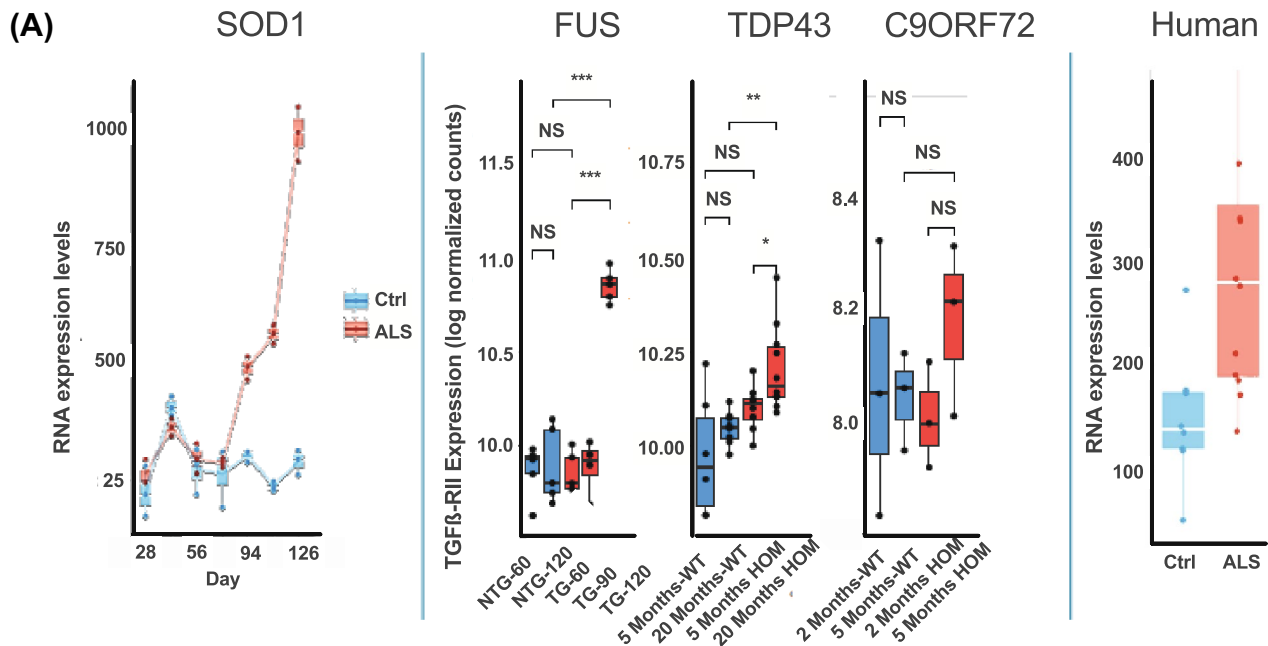 (A)
SOD1
FUS
TDP43
C9ORF72
Human
RNA expression levels
1000
750
500
25
28
56
94
126
Day
Ctrl
ALS
TGFß-RII Expression (log normalized counts)
11.5
11.0
10.5
10.0
***
NS
***
NS
NTG-60
NTG-120
TG-60
TG-90
TG-120
10.75
10.50
10.25
10.00
**
NS
NS
*
5 Months-WT
20 Months-WT
5 Months HOM
20 Months HOM
8.4
8.2
8.0
NS
NS
NS
2 Months-WT
5 Months-WT
2 Months HOM
5 Months HOM
RNA expression levels
400
300
200
100
Ctrl
ALS